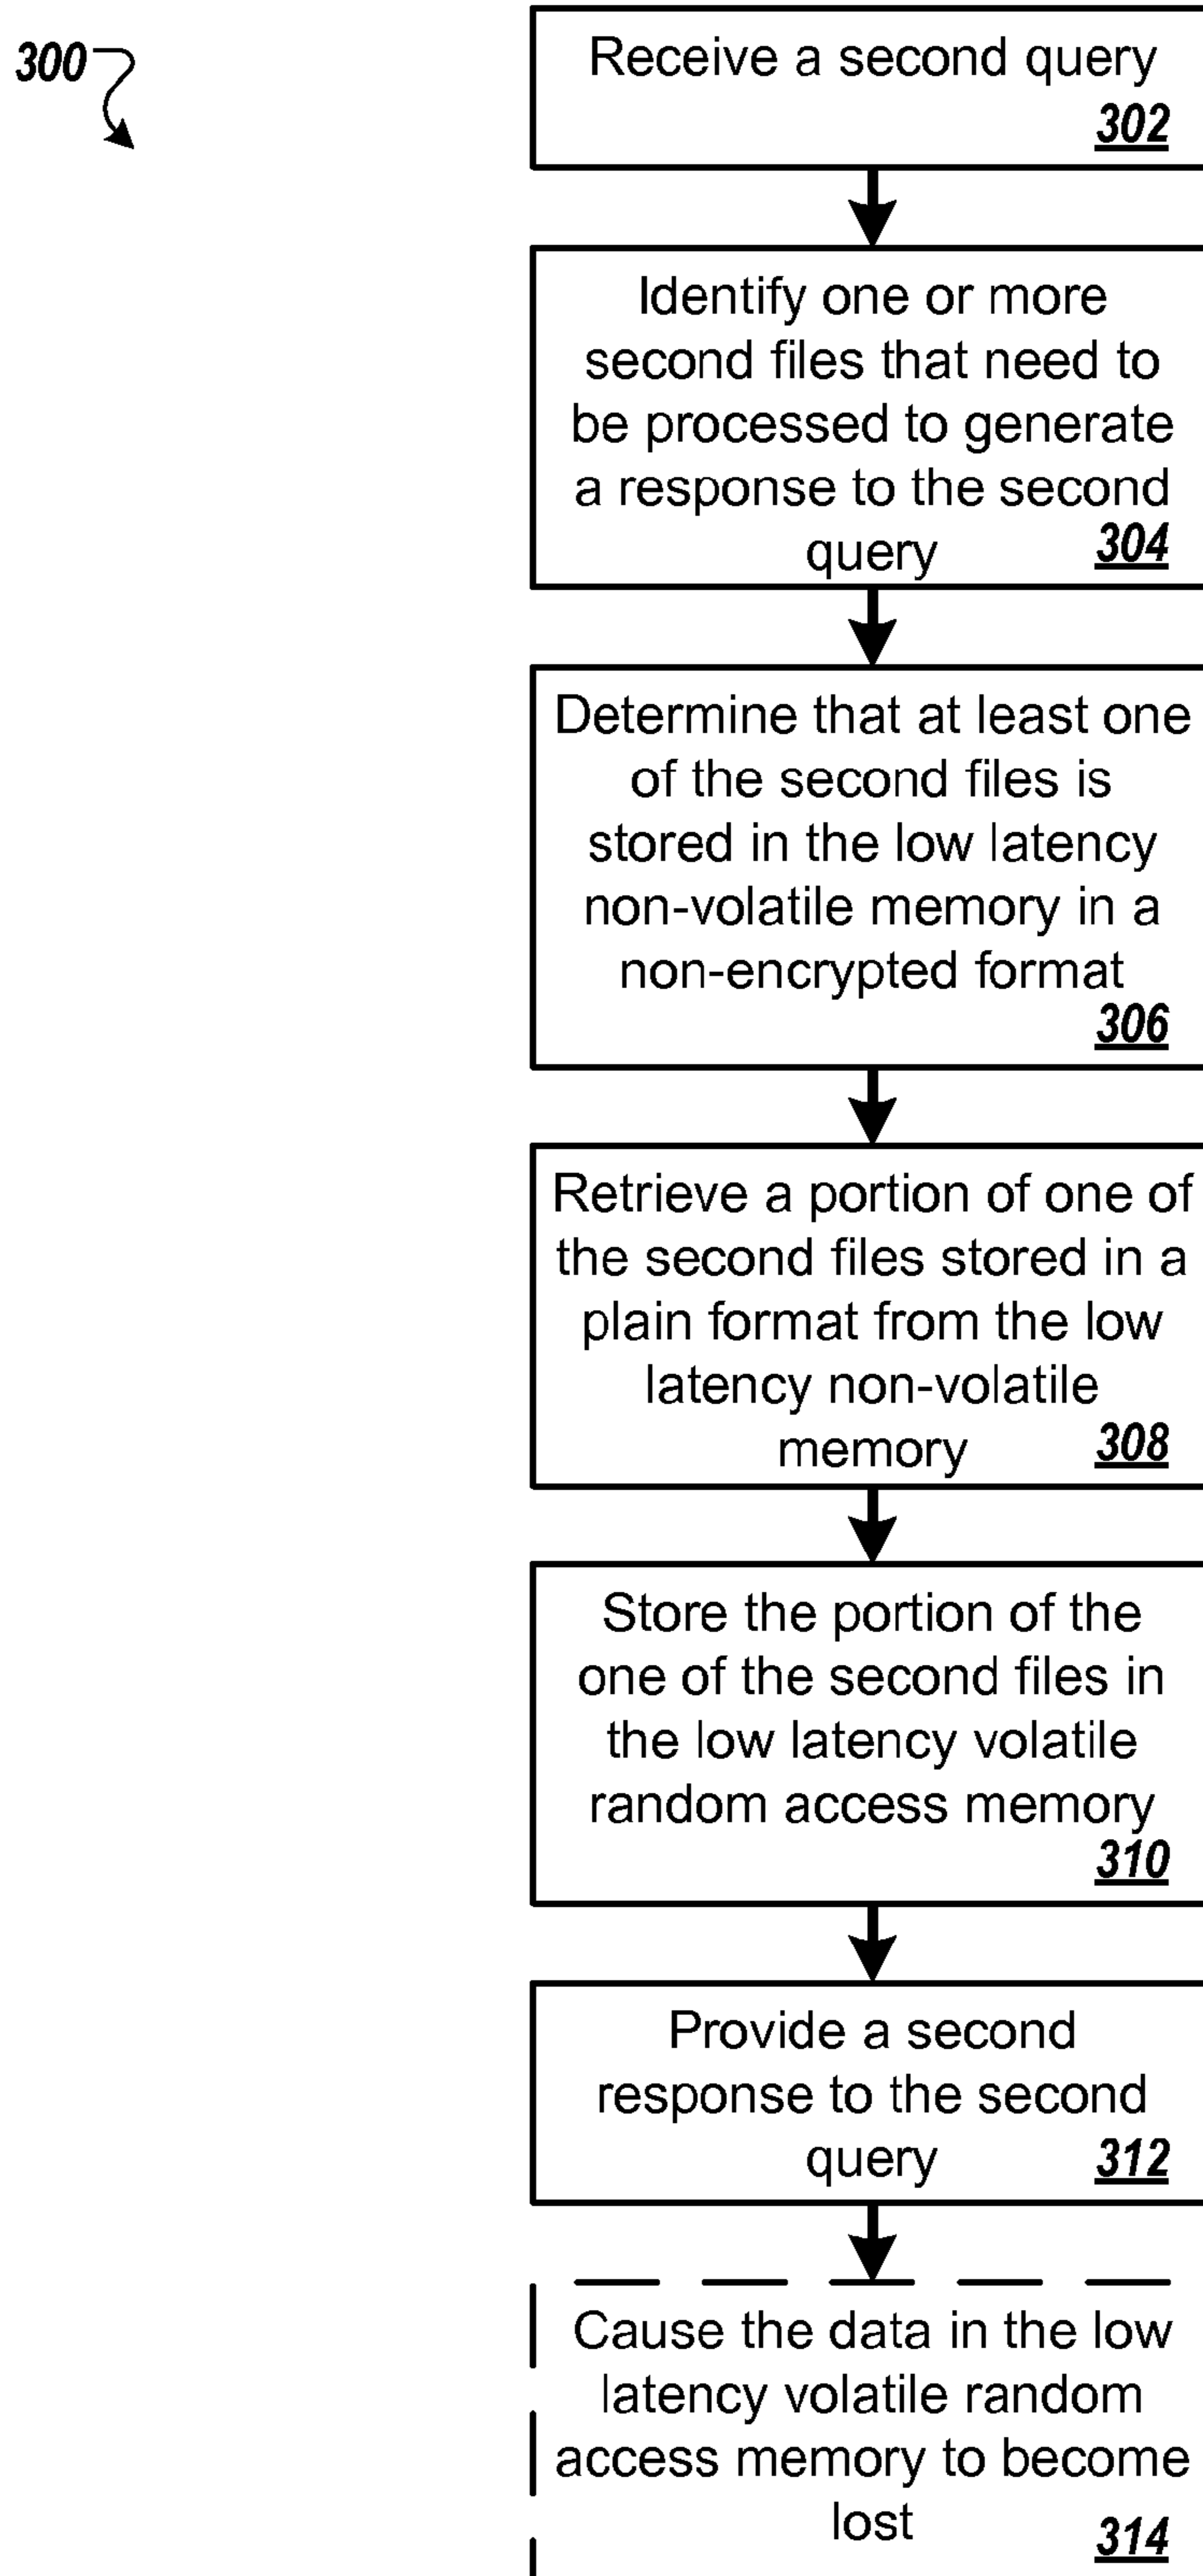 300
Receive a second query
302
Identify one or more
second files that need to
be processed to generate
a response to the second
query 304
Determine that at least one
of the second files is
stored in the low latency
non-volatile memory in a
non-encrypted format
306
Retrieve a portion of one of
the second files stored in a
plain format from the low
latency non-volatile
memory 308
Store the portion of the
one of the second files in
the low latency volatile
random access memory
310
Provide a second
response to the second
query 312
Cause the data in the low
latency volatile random
access memory to become
lost 314